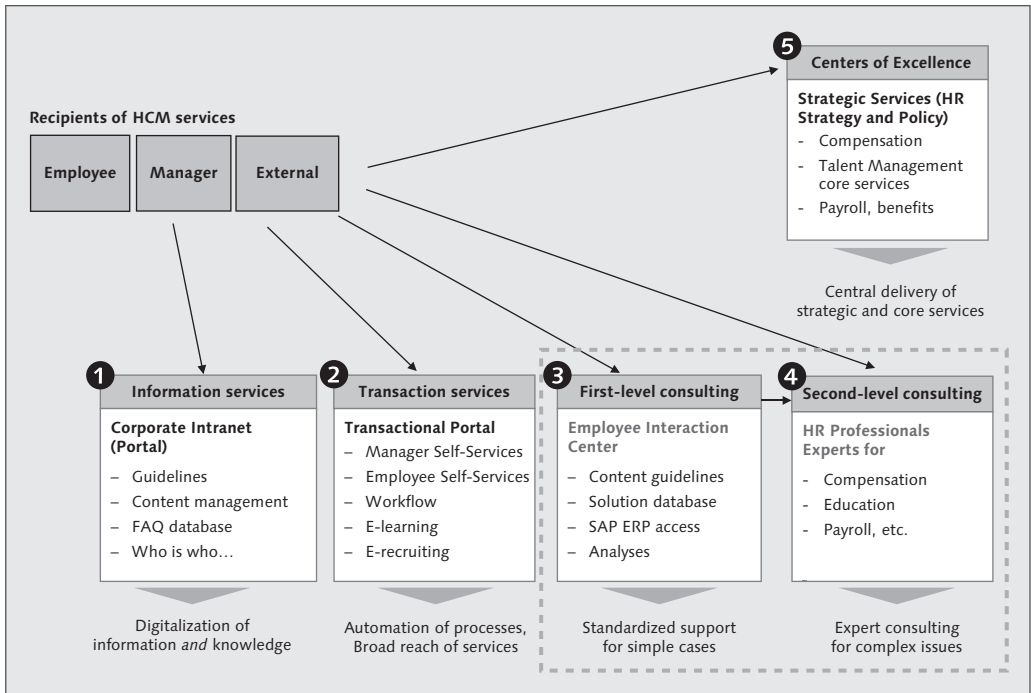 5
Centers of Excellence
Strategic Services (HR
Strategy and Policy)
- Compensation
- Talent Management
core services
- Payroll, benefits
Central delivery of
strategic and core services
Recipients of HCM services
Employee
Manager
External
1
Information services
Corporate Intranet
(Portal)
– Guidelines
– Content management
– FAQ database
– Who is who...
Digitalization of
information and knowledge
2
Transaction services
Transactional Portal
– Manager Self-Services
– Employee Self-Services
– Workflow
– E-learning
– E-recruiting
Automation of processes,
Broad reach of services
3
First-level consulting
Employee Interaction
Center
– Content guidelines
– Solution database
– SAP ERP access
– Analyses
Standardized support
for simple cases
4
Second-level consulting
HR Professionals
Experts for
- Compensation
- Education
- Payroll, etc.
Expert consulting
for complex issues